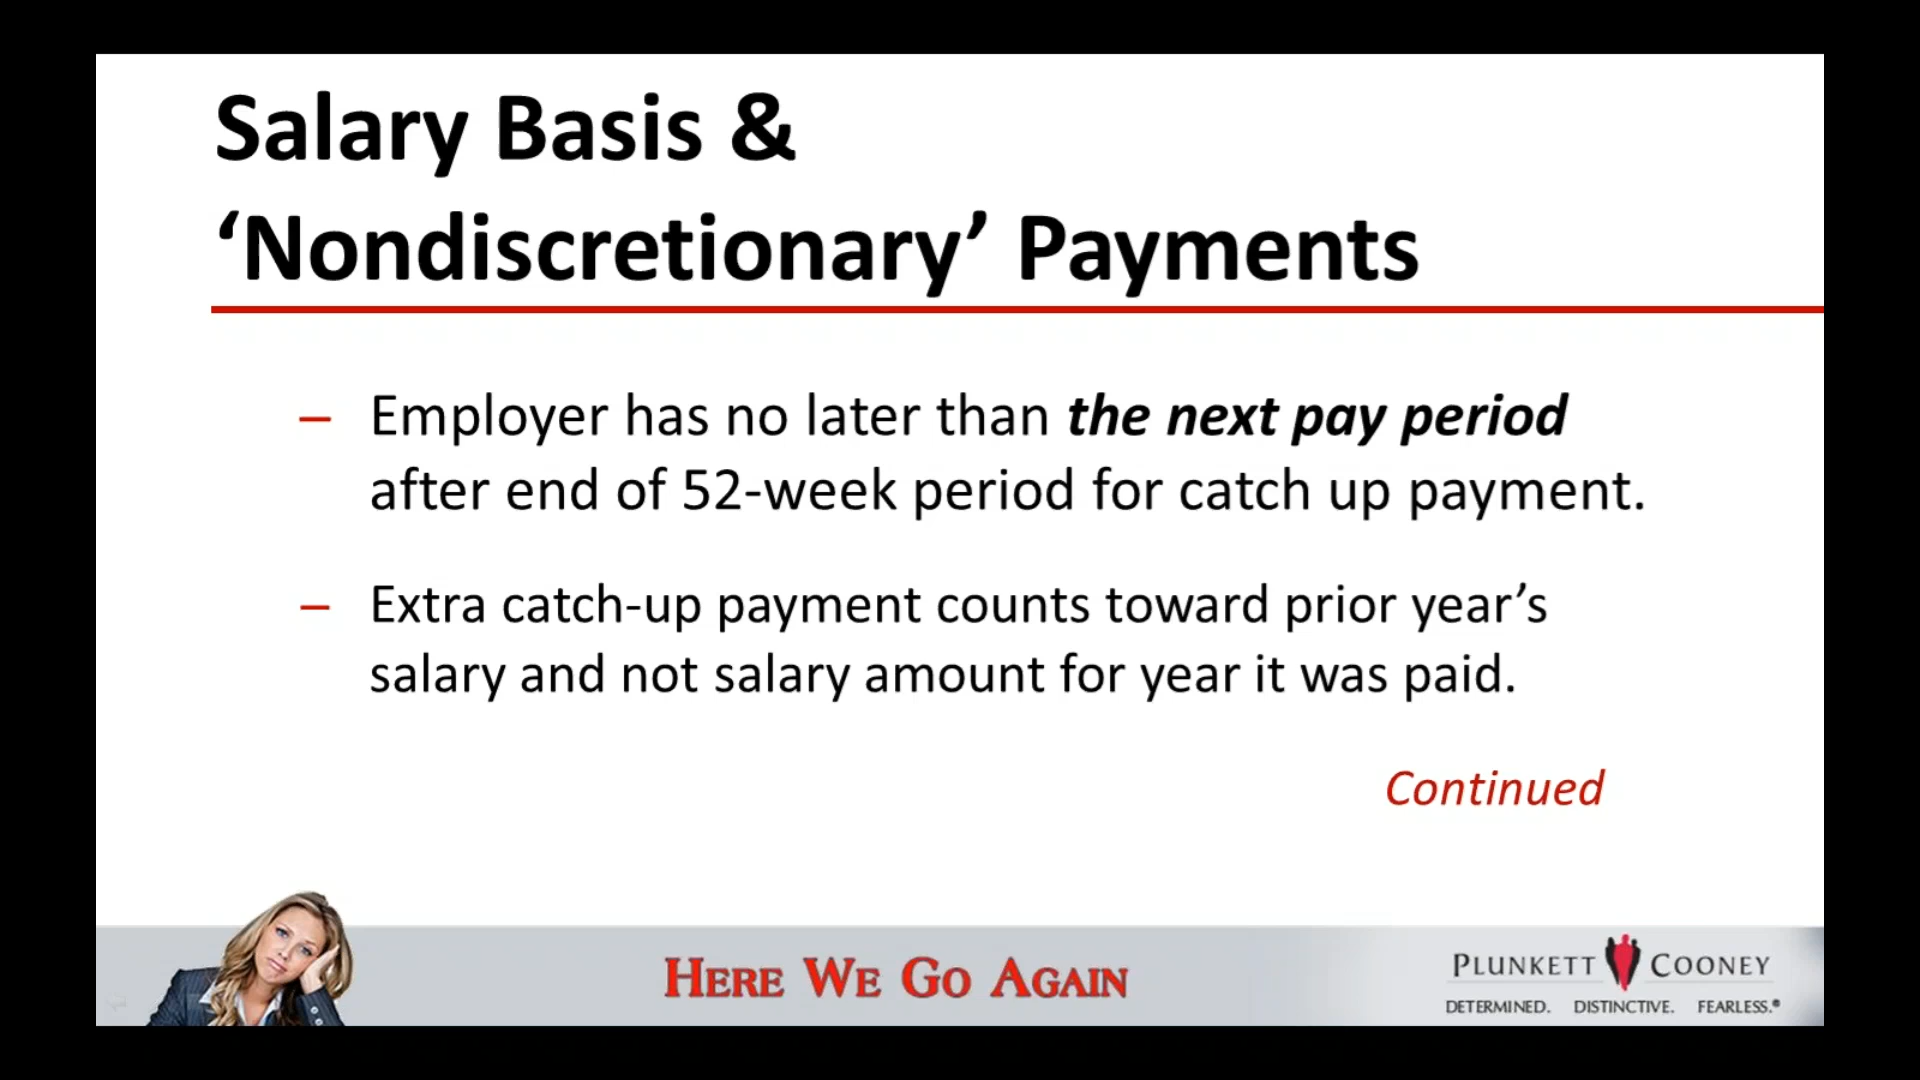 Salary Basis &
‘Nondiscretionary’ Payments
– Employer has no later than the next pay period
after end of 52-week period for catch up payment.
– Extra catch-up payment counts toward prior year’s
salary and not salary amount for year it was paid.
Continued
HERE WE GO AGAIN
PLUNKETT COONEY
DETERMINED. DISTINCTIVE. FEARLESS.®